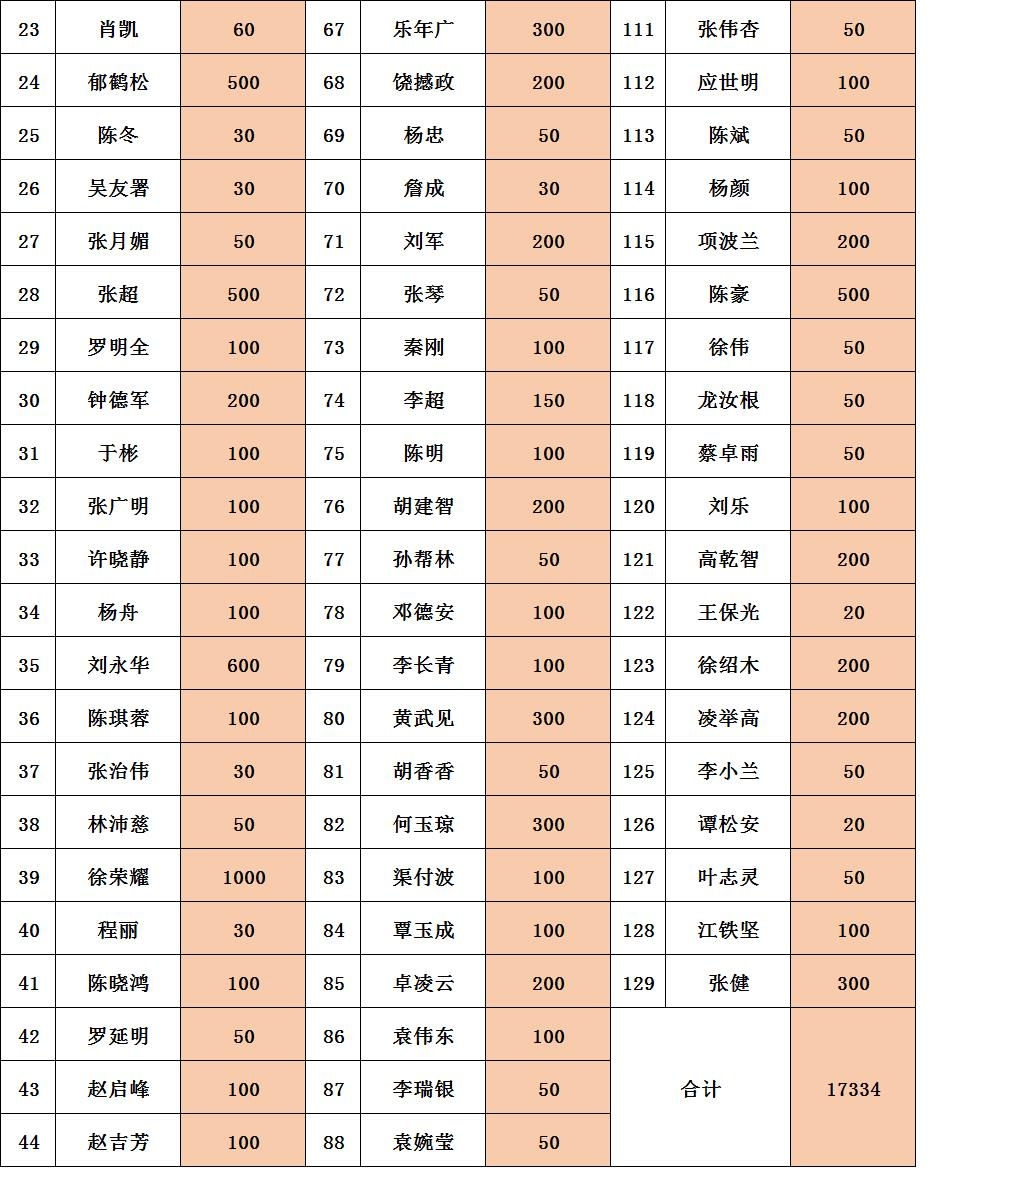 23 肖凯 60 67 乐年广 300 111 张伟杏 50
24 郁鹤松 500 68 饶撼政 200 112 应世明 100
25 陈冬 30 69 杨忠 50 113 陈斌 50
26 吴友署 30 70 詹成 30 114 杨颜 100
27 张月媚 50 71 刘军 200 115 项波兰 200
28 张超 500 72 张琴 50 116 陈豪 500
29 罗明全 100 73 秦刚 100 117 徐伟 50
30 钟德军 200 74 李超 150 118 龙汝根 50
31 于彬 100 75 陈明 100 119 蔡卓雨 50
32 张广明 100 76 胡建智 200 120 刘乐 100
33 许晓静 100 77 孙帮林 50 121 高乾智 200
34 杨舟 100 78 邓德安 100 122 王保光 20
35 刘永华 600 79 李长青 100 123 徐绍木 200
36 陈琪蓉 100 80 黄武见 300 124 凌举高 200
37 张治伟 30 81 胡香香 50 125 李小兰 50
38 林沛慈 50 82 何玉琼 300 126 谭松安 20
39 徐荣耀 1000 83 渠付波 100 127 叶志灵 50
40 程丽 30 84 覃玉成 100 128 江铁坚 100
41 陈晓鸿 100 85 卓凌云 200 129 张健 300
42 罗延明 50 86 袁伟东 100
43 赵启峰 100 87 李瑞银 50 合计 17334
44 赵吉芳 100 88 袁婉莹 50